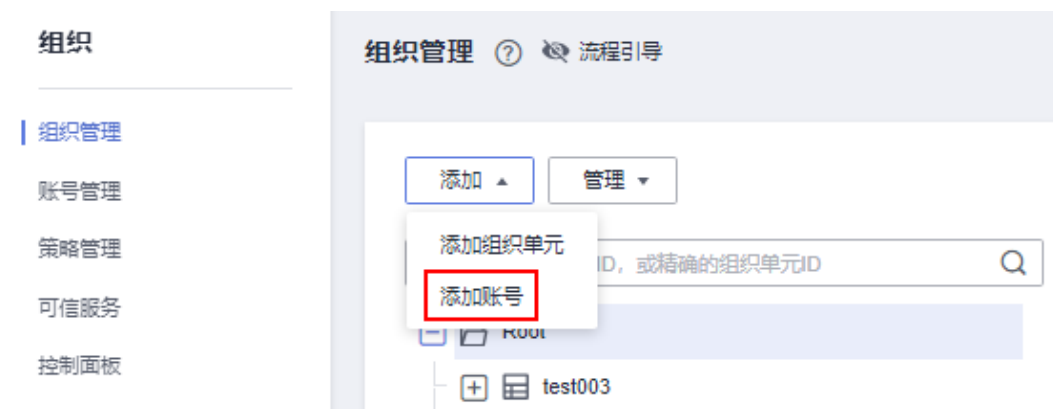 组织
组织管理 ? 流程引导
组织管理
账号管理
策略管理
可信服务
控制面板
添加 管理
添加组织单元
ID，或精确的组织单元ID
添加账号
Root
test003